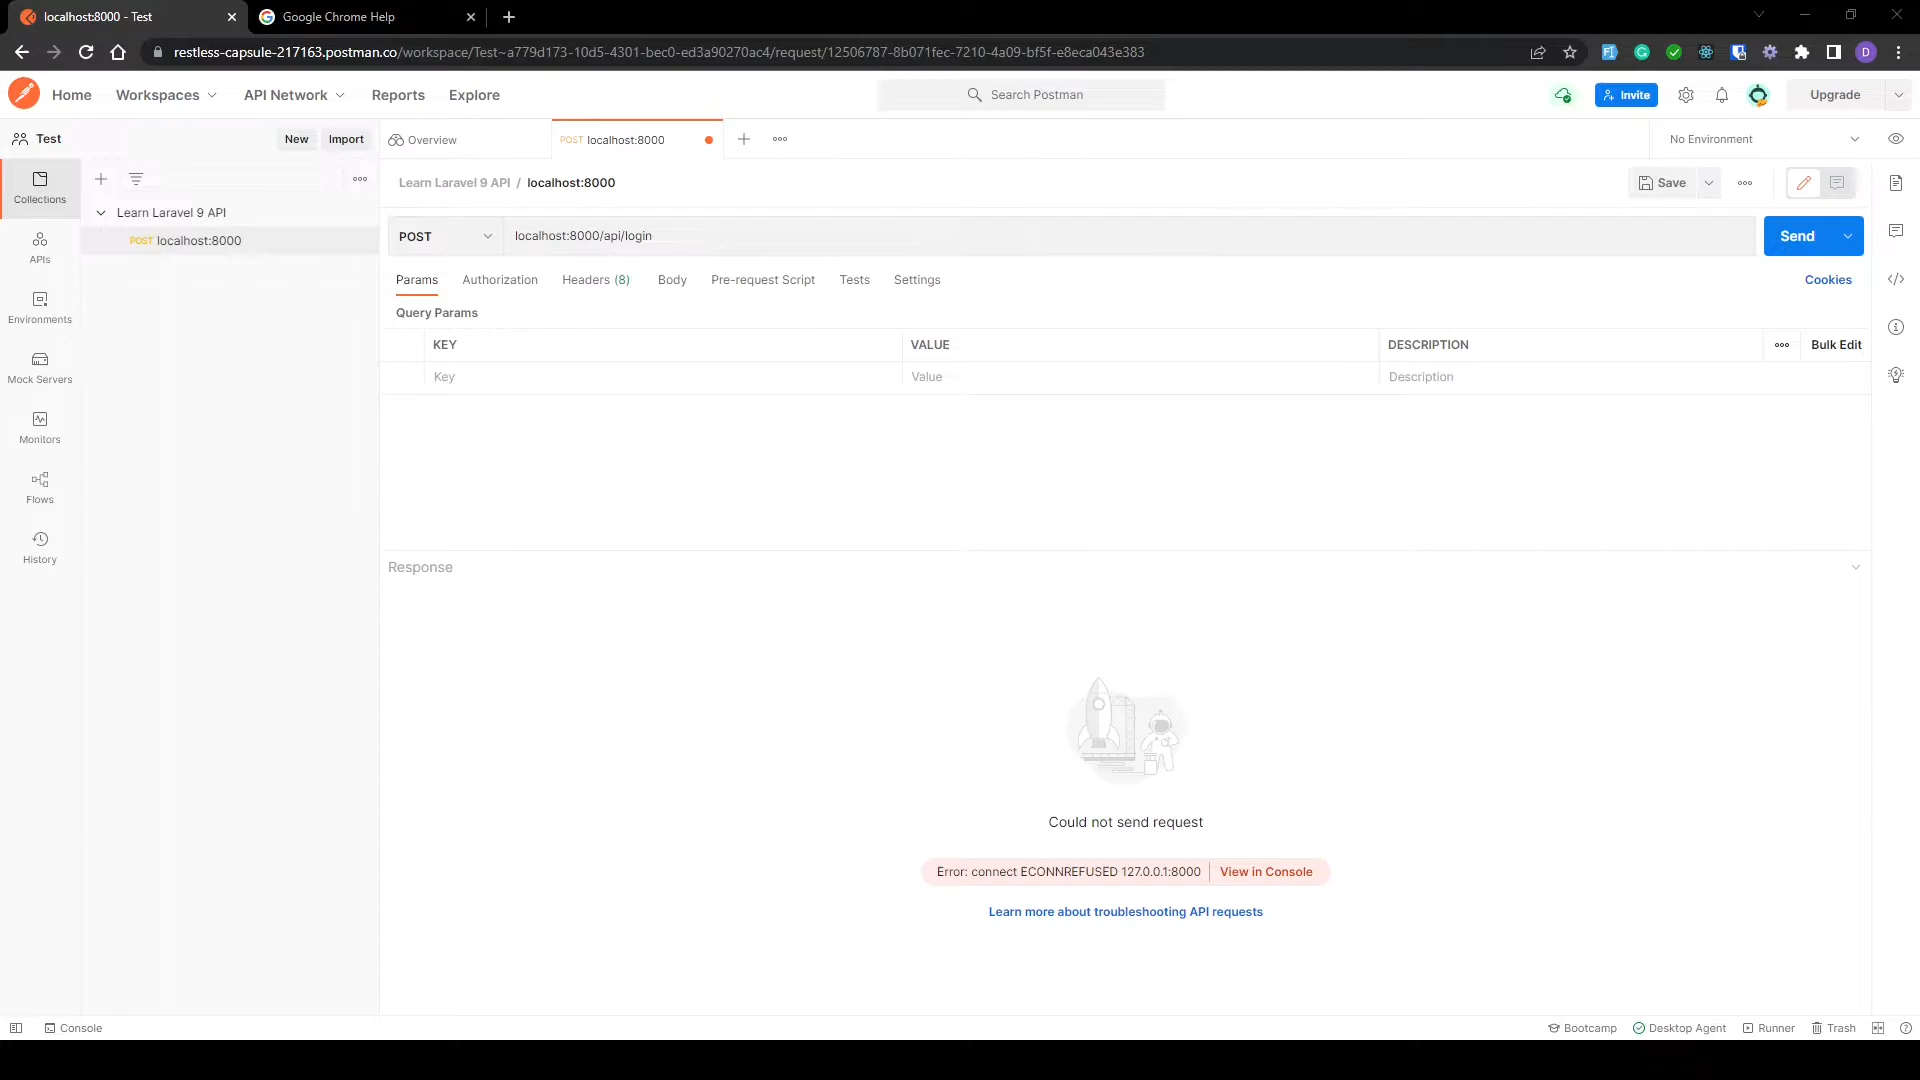 localhost:8000 - Test
Google Chrome Help
restless-capsule-217163.postman.co/workspace/Test~a779d173-10d5-4301-bec0-ed3a90270ac4/request/12506787-8b071fec-7210-4a09-bf5f-e8eca043e383
D
Home
Workspaces
API Network
Reports
Explore
Search Postman
Invite
Upgrade
Test
New
Import
Overview
POST localhost:8000
No Environment
Collections
Learn Laravel 9 API / localhost:8000
Save
Learn Laravel 9 API
POST localhost:8000
POST
localhost:8000/api/login
Send
APIs
Params
Authorization
Headers (8)
Body
Pre-request Script
Tests
Settings
Cookies
Environments
Query Params
KEY
VALUE
DESCRIPTION
Bulk Edit
Key
Value
Description
Mock Servers
Monitors
Flows
History
Response
Could not send request
Error: connect ECONNREFUSED 127.0.0.1:8000
View in Console
Learn more about troubleshooting API requests
Console
Bootcamp
Desktop Agent
Runner
Trash